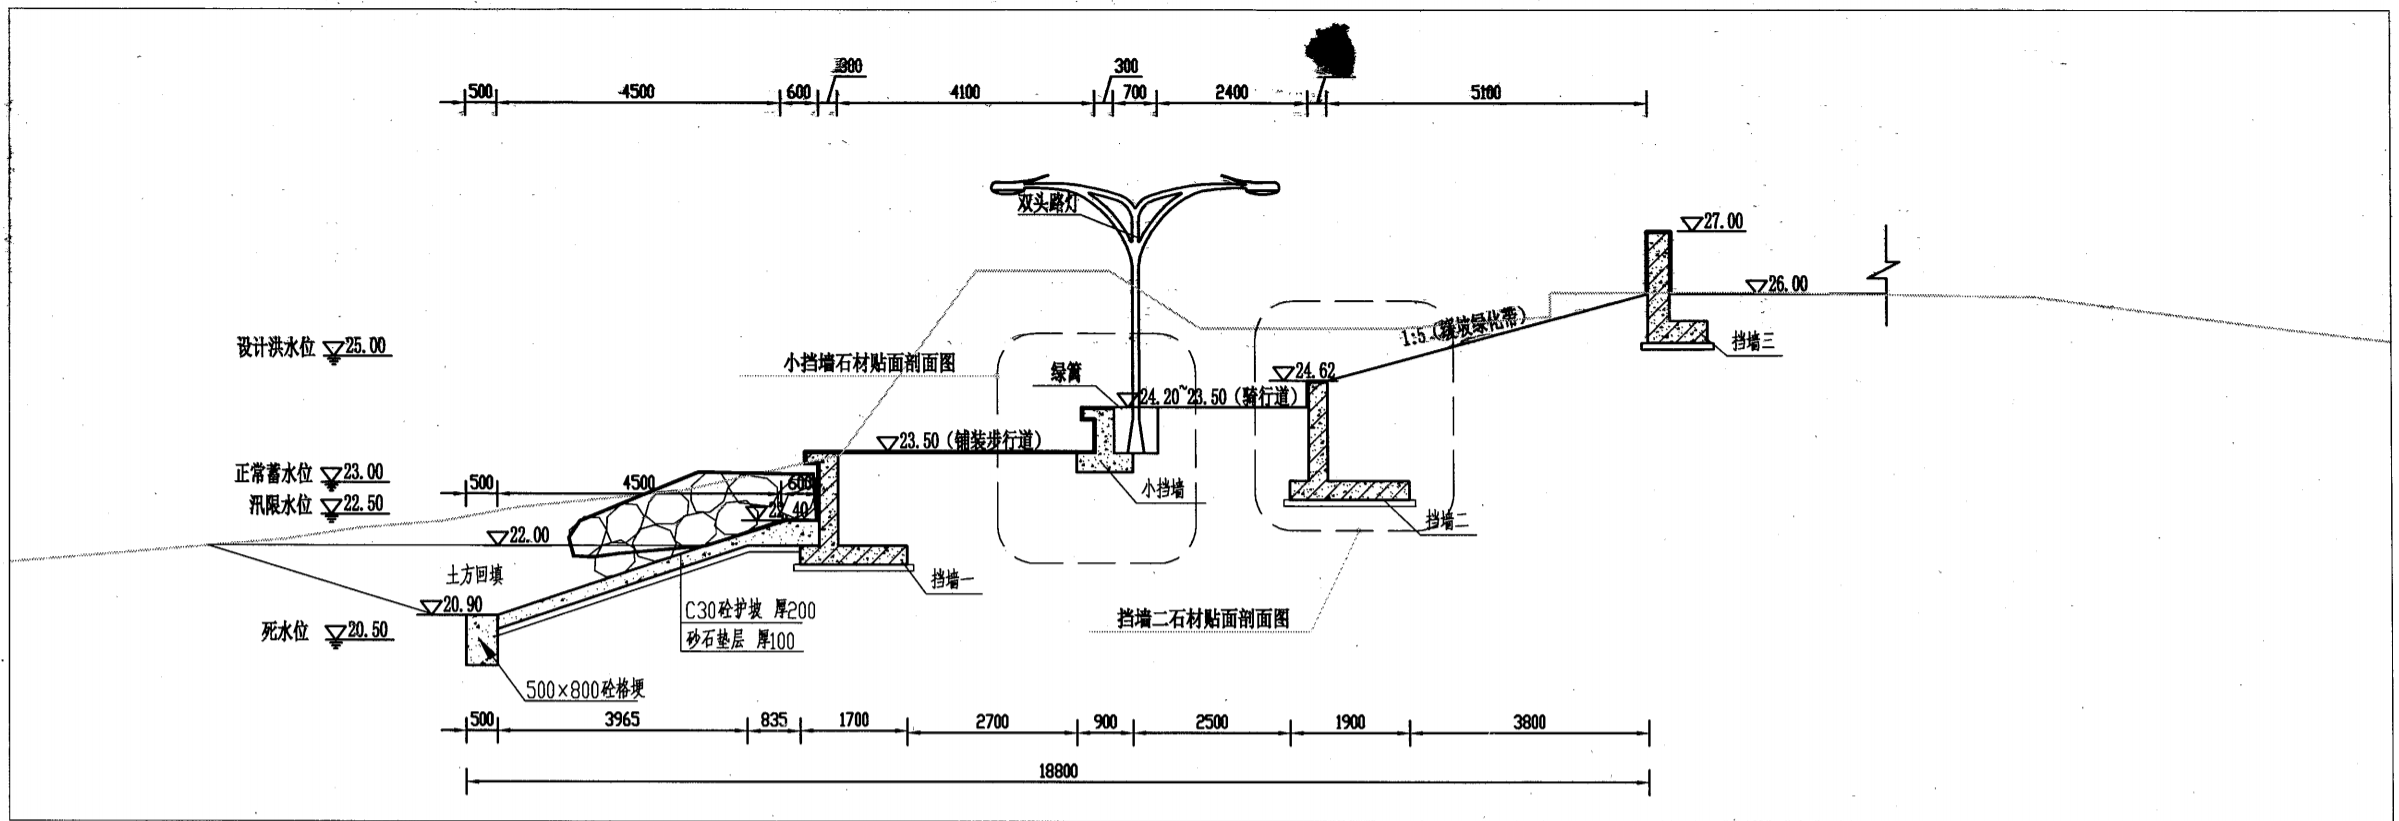 300
300
500
4500
600
4100
700
2400
5100
双头路灯
27.00
26.00
设计洪水位
25.00
小挡墙石材贴面剖面图
1:5（缓坡绿化带）
挡墙三
绿篱
24.62
24.20~23.50（骑行道）
23.50（铺装步行道）
正常蓄水位
23.00
汛限水位
22.50
500
4500
600
22.40
小挡墙
挡墙二
22.00
土方回填
挡墙一
20.90
C30砼护坡 厚200
砂石垫层 厚100
死水位
20.50
挡墙二石材贴面剖面图
500×800砼格埂
500
3965
835
1700
2700
900
2500
1900
3800
18800